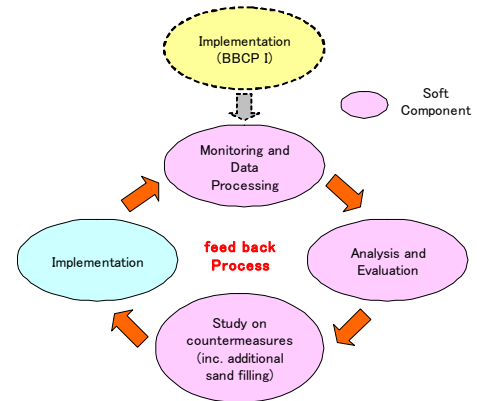 Implementation
(BBCP I)
Soft
Component
Monitoring and
Data
Processing
feed back
Process
Implementation
Analysis and
Evaluation
Study on
countermeasures
(inc. additional
sand filling)